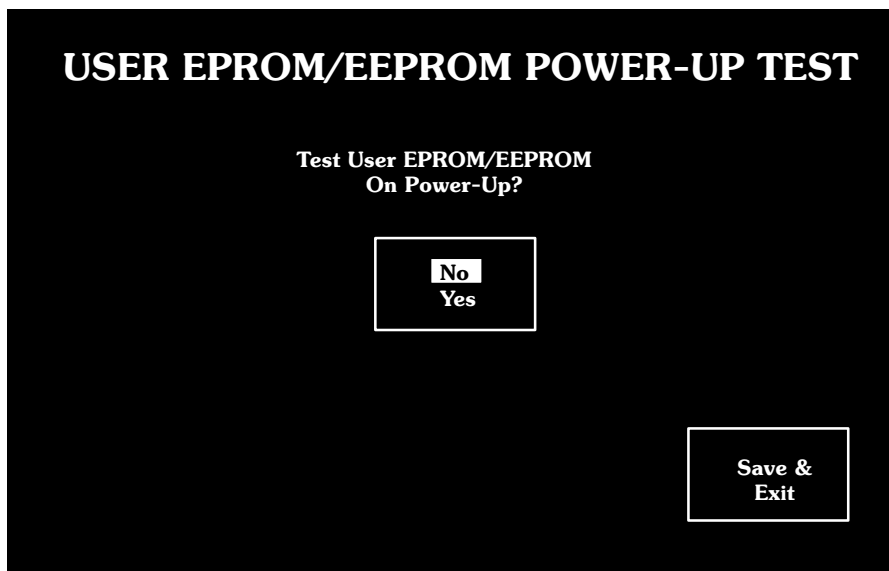 USER EPROM/EEPROM POWER-UP TEST
Test User EPROM/EEPROM
On Power-Up?
No
Yes
Save &
Exit